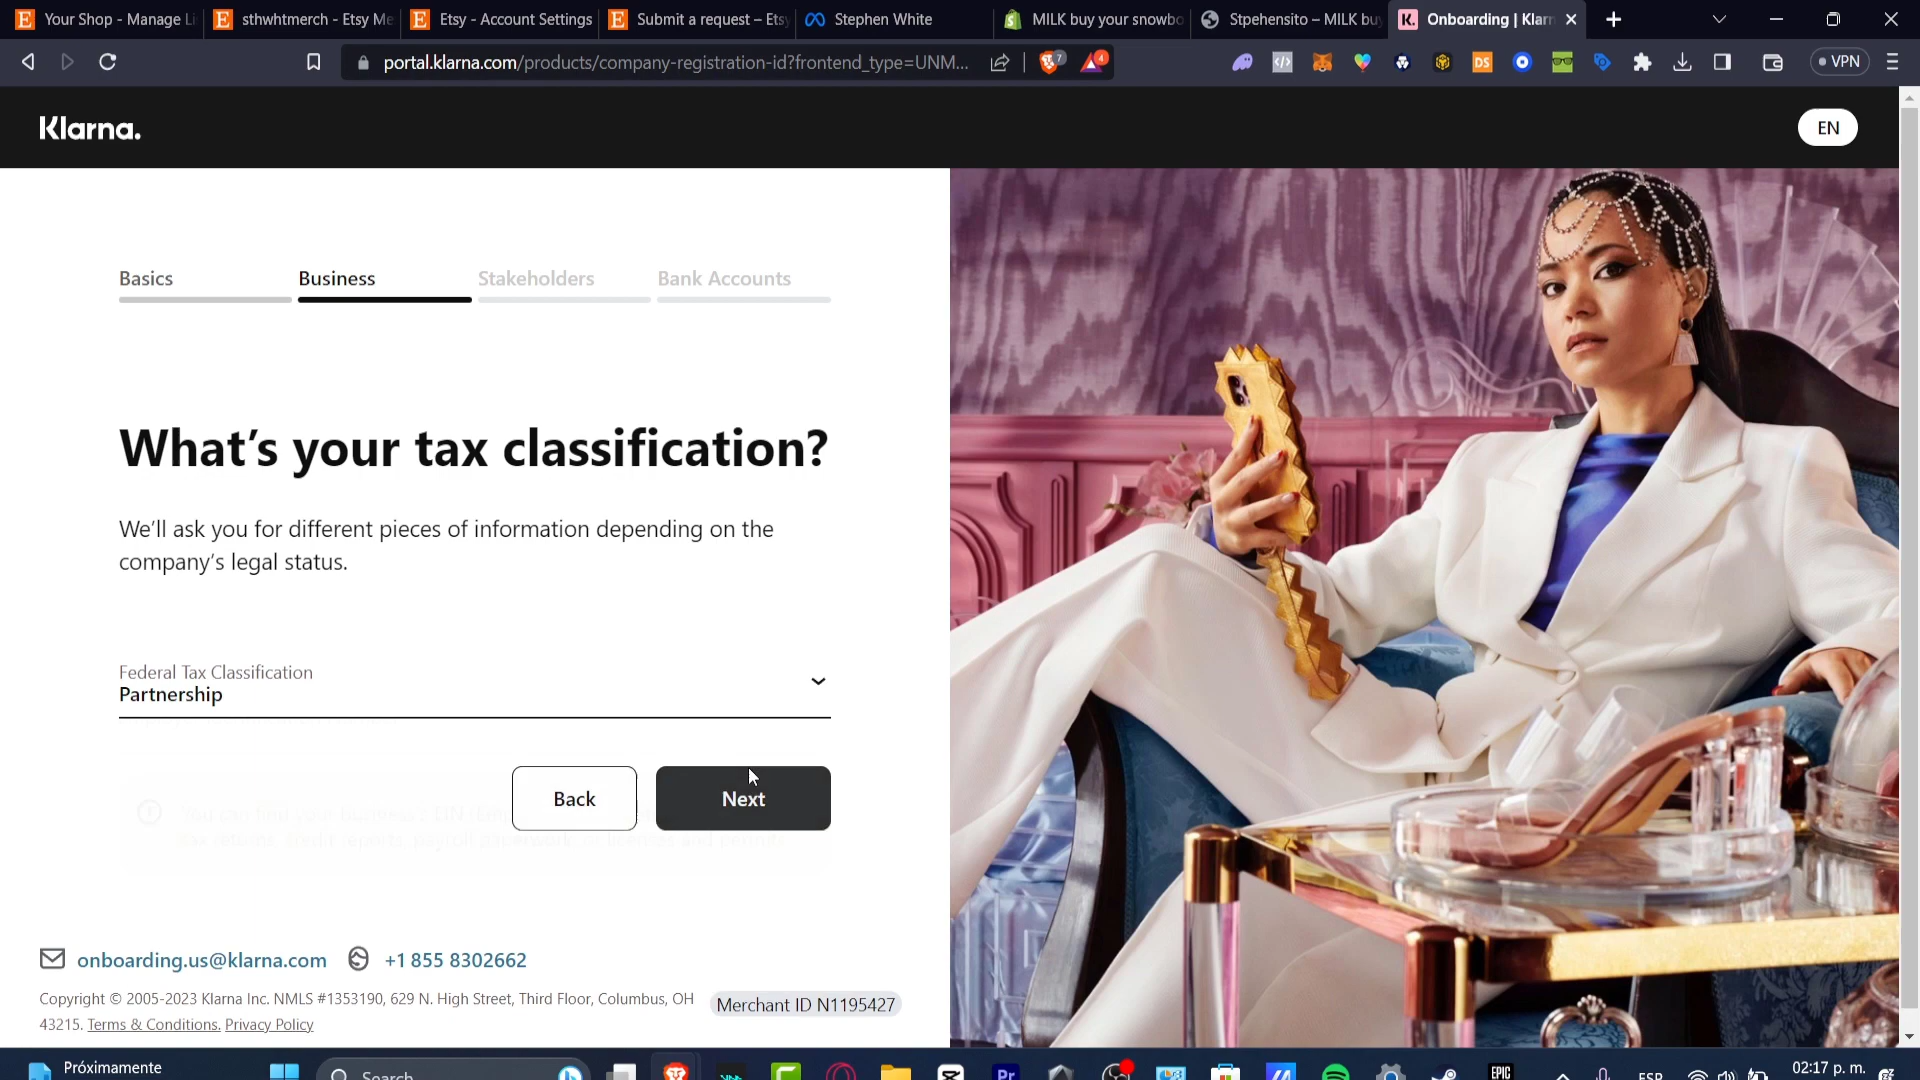 Your Shop - Manage Li
sthwhtmerch - Etsy Me
Etsy - Account Settings
Submit a request – Ets
Stephen White
MILK buy your snowbo
Stpehensito – MILK bu
Onboarding | Klarn
portal.klarna.com/products/company-registration-id?frontend_type=UNM...
VPN
Klarna.
EN
Basics
Business
Stakeholders
Bank Accounts
What's your tax classification?
We'll ask you for different pieces of information depending on the
company's legal status.
Federal Tax Classification
Partnership
Back
Next
onboarding.us@klarna.com
+1 855 8302662
Copyright © 2005-2023 Klarna Inc. NMLS #1353190, 629 N. High Street, Third Floor, Columbus, OH
43215. Terms & Conditions. Privacy Policy
Merchant ID N1195427
Próximamente
Search
Pr
EPIC
ESP
02:17 p. m.